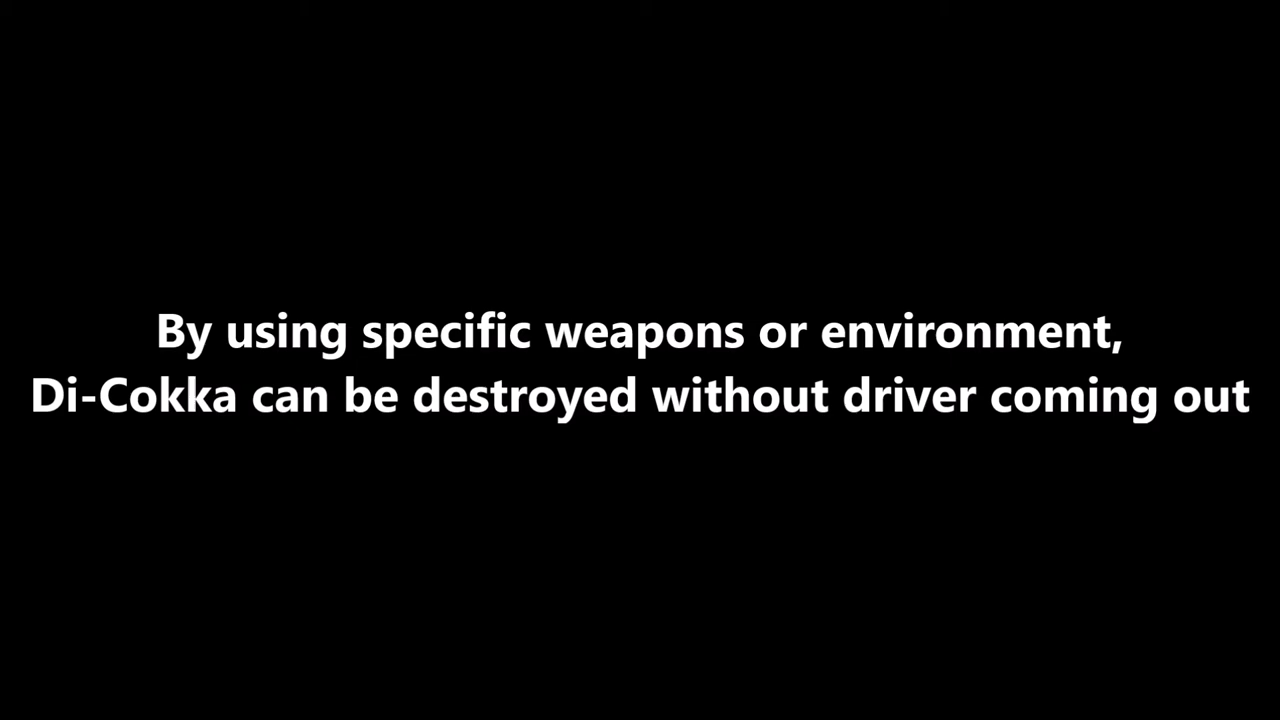 By using specific weapons or environment,
Di-Cokka can be destroyed without driver coming out